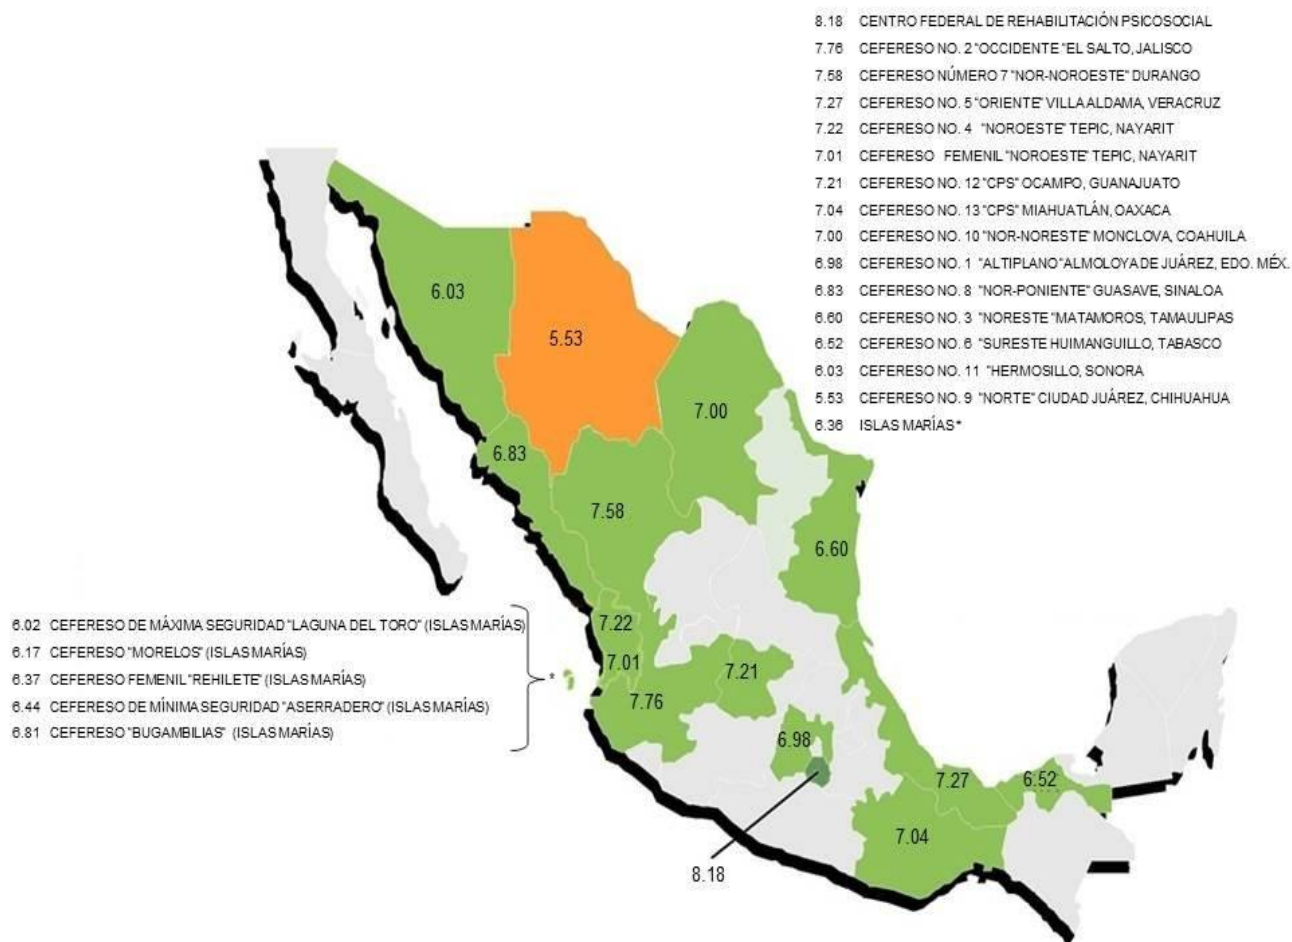 8.18 CENTRO FEDERAL DE REHABILITACIÓN PSICOSOCIAL
7.76 CEFERESO NO. 2 "OCCIDENTE "EL SALTO, JALISCO
7.58 CEFERESO NÚMERO 7 "NOR-NOROESTE" DURANGO
7.27 CEFERESO NO. 5 "ORIENTE" VILLA ALDAMA, VERACRUZ
7.22 CEFERESO NO. 4 "NOROESTE" TEPIC, NAYARIT
7.01 CEFERESO FEMENIL "NOROESTE" TEPIC, NAYARIT
7.21 CEFERESO NO. 12 "CPS" OCAMPO, GUANAJUATO
7.04 CEFERESO NO. 13 "CPS" MIAHUATLÁN, OAXACA
7.00 CEFERESO NO. 10 "NOR-NORESTE" MONCLOVA, COAHUILA
6.98 CEFERESO NO. 1 "ALTIPLANO" ALMOLOYA DE JUÁREZ, EDO. MÉX.
6.83 CEFERESO NO. 8 "NOR-PONIENTE" GUASAVE, SINALOA
6.60 CEFERESO NO. 3 "NORESTE "MATAMOROS, TAMAULIPAS
6.52 CEFERESO NO. 6 "SURESTE HUIMANGUILLO, TABASCO
6.03 CEFERESO NO. 11 "HERMOSILLO, SONORA
5.53 CEFERESO NO. 9 "NORTE" CIUDAD JUÁREZ, CHIHUAHUA
6.36 ISLAS MARÍAS*
6.03
5.53
7.00
6.83
7.58
6.60
7.22
7.01
7.21
7.76
6.98
7.27
6.52
7.04
8.18
6.02 CEFERESO DE MÁXIMA SEGURIDAD "LAGUNA DEL TORO" (ISLAS MARÍAS)
6.17 CEFERESO "MORELOS" (ISLAS MARÍAS)
6.37 CEFERESO FEMENIL "REHILETE" (ISLAS MARÍAS)
6.44 CEFERESO DE MÍNIMA SEGURIDAD "ASERRADERO" (ISLAS MARÍAS)
6.81 CEFERESO "BUGAMBILIAS" (ISLAS MARÍAS)
*